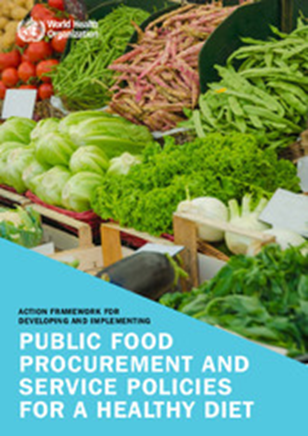 World Health
Organization
ACTION FRAMEWORK FOR
DEVELOPING AND IMPLEMENTING
PUBLIC FOOD
PROCUREMENT AND
SERVICE POLICIES
FOR A HEALTHY DIET